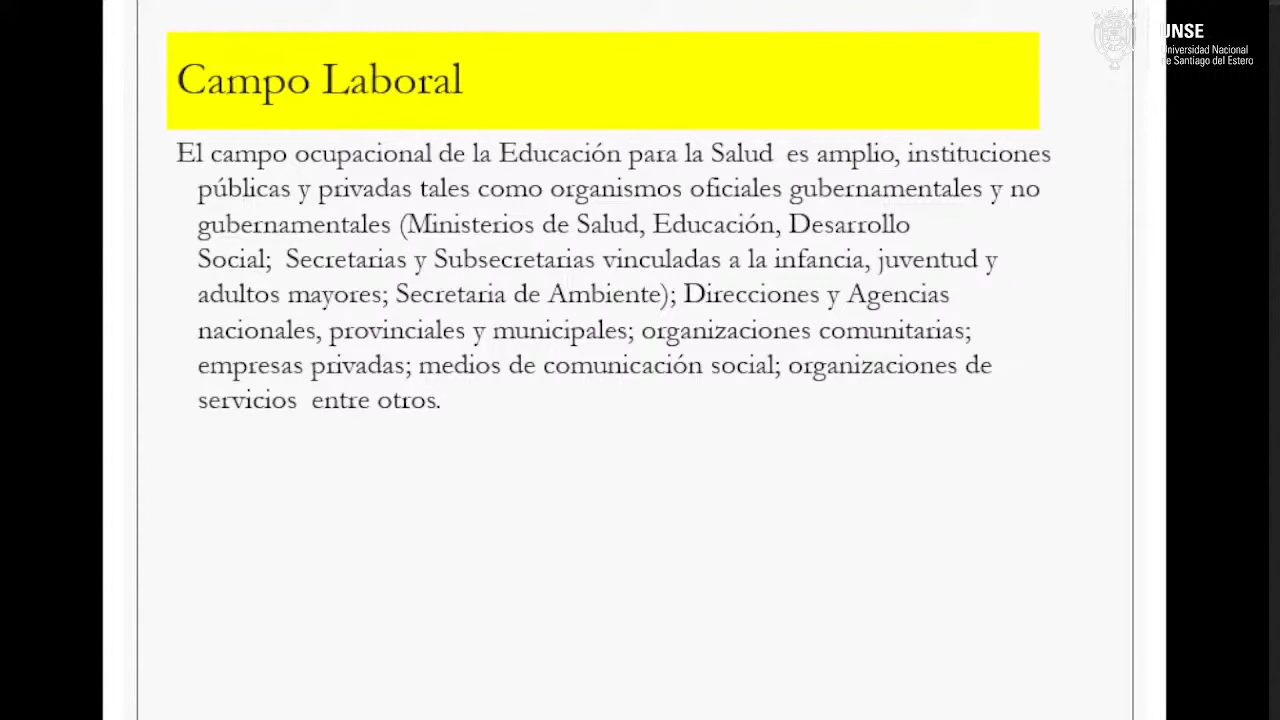 UNSE
Universidad Nacional
de Santiago del Estero
Campo Laboral
El campo ocupacional de la Educación para la Salud es amplio, instituciones
públicas y privadas tales como organismos oficiales gubernamentales y no
gubernamentales (Ministerios de Salud, Educación, Desarrollo
Social; Secretarias y Subsecretarias vinculadas a la infancia, juventud y
adultos mayores; Secretaria de Ambiente); Direcciones y Agencias
nacionales, provinciales y municipales; organizaciones comunitarias;
empresas privadas; medios de comunicación social; organizaciones de
servicios entre otros.